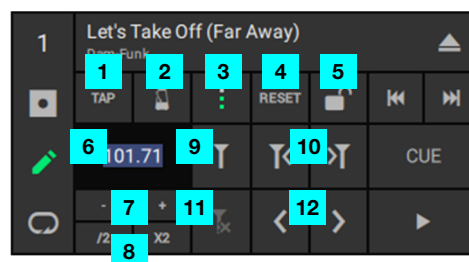 1 Let's Take Off (Far Away)
Dam-Funk
1 2 3 4 5
TAP RESET
6 101.71 9 10 CUE
- 7 + 11 12
/2 8 X2